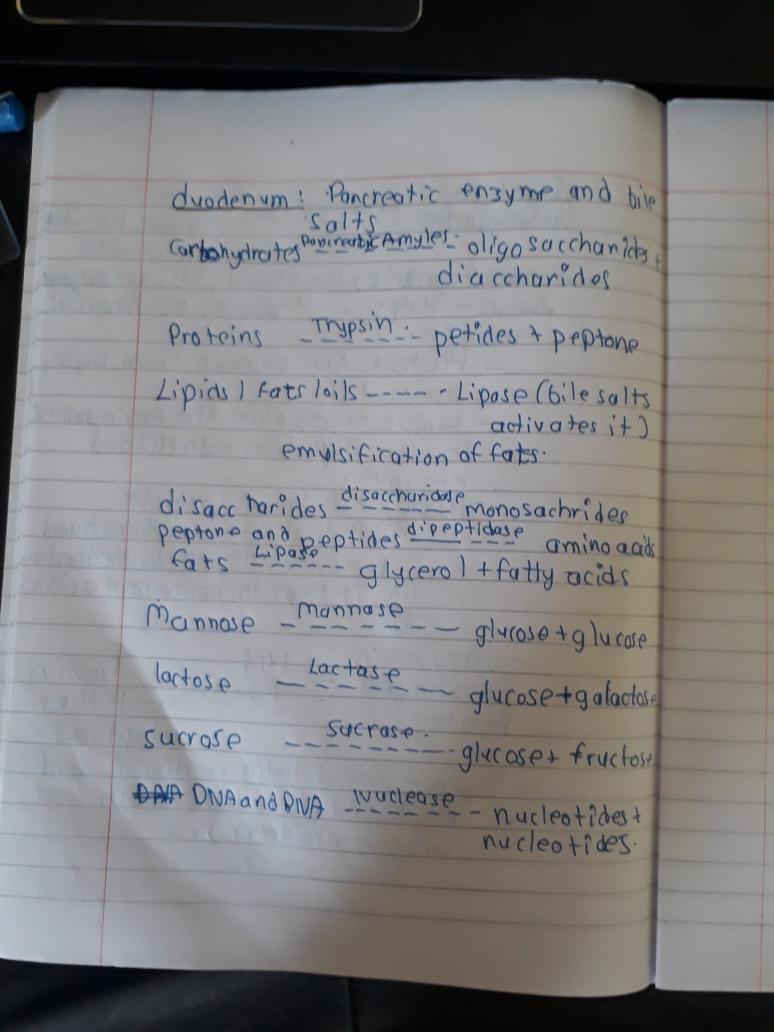 duodenum: Pancreatic enzyme and bile
salts
Carbohydrates Pancreatic Amyles. oligosaccharides +
diaccharides
Proteins Trypsin. petides + peptone
Lipids / Fats / oils ----- Lipase (bile salts
activates it)
emulsification of fats.
disaccharides disaccharidase monosachrides
peptone and peptides dipeptidase amino acids
fats Lipase glycerol + fatty acids
Mannose Mannase glucose + glucose
lactose Lactase glucose + galactose
sucrose Sucrase. glucose + fructose
DNA and DNA Nuclease nucleotides +
nucleotides.